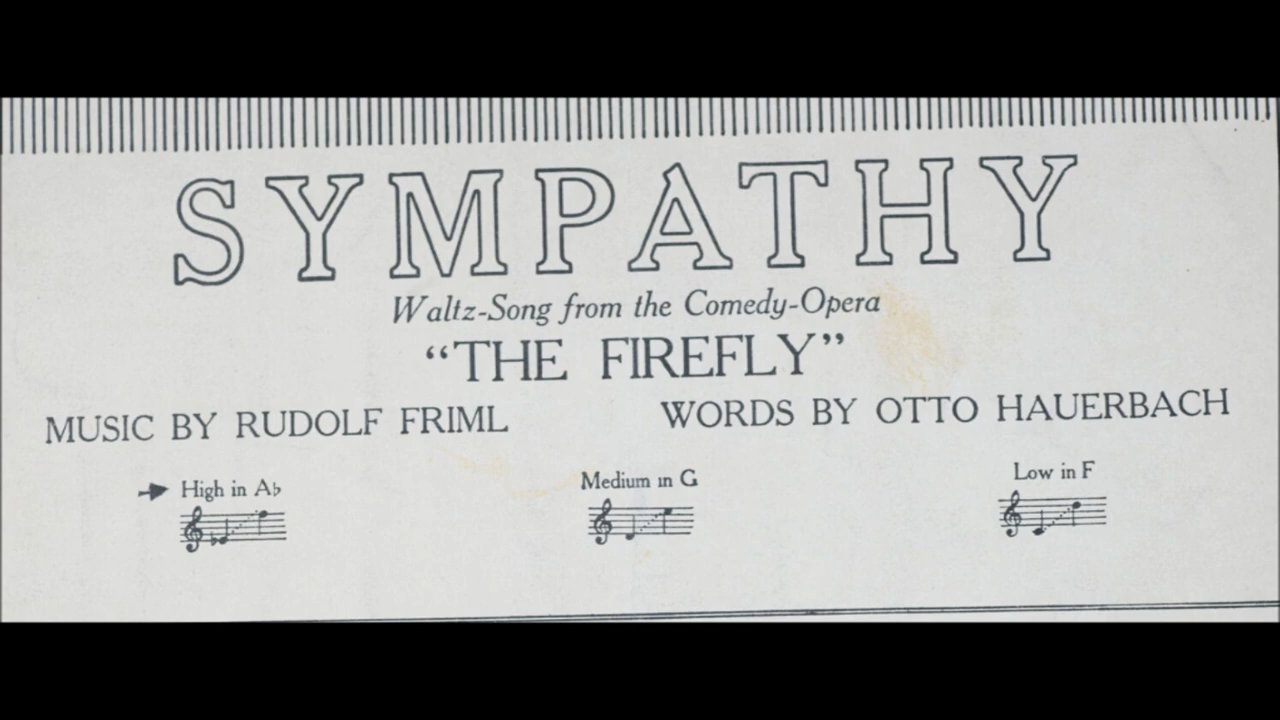 SYMPATHY
Waltz-Song from the Comedy-Opera
“THE FIREFLY”
MUSIC BY RUDOLF FRIML WORDS BY OTTO HAUERBACH
High in A♭ Medium in G Low in F